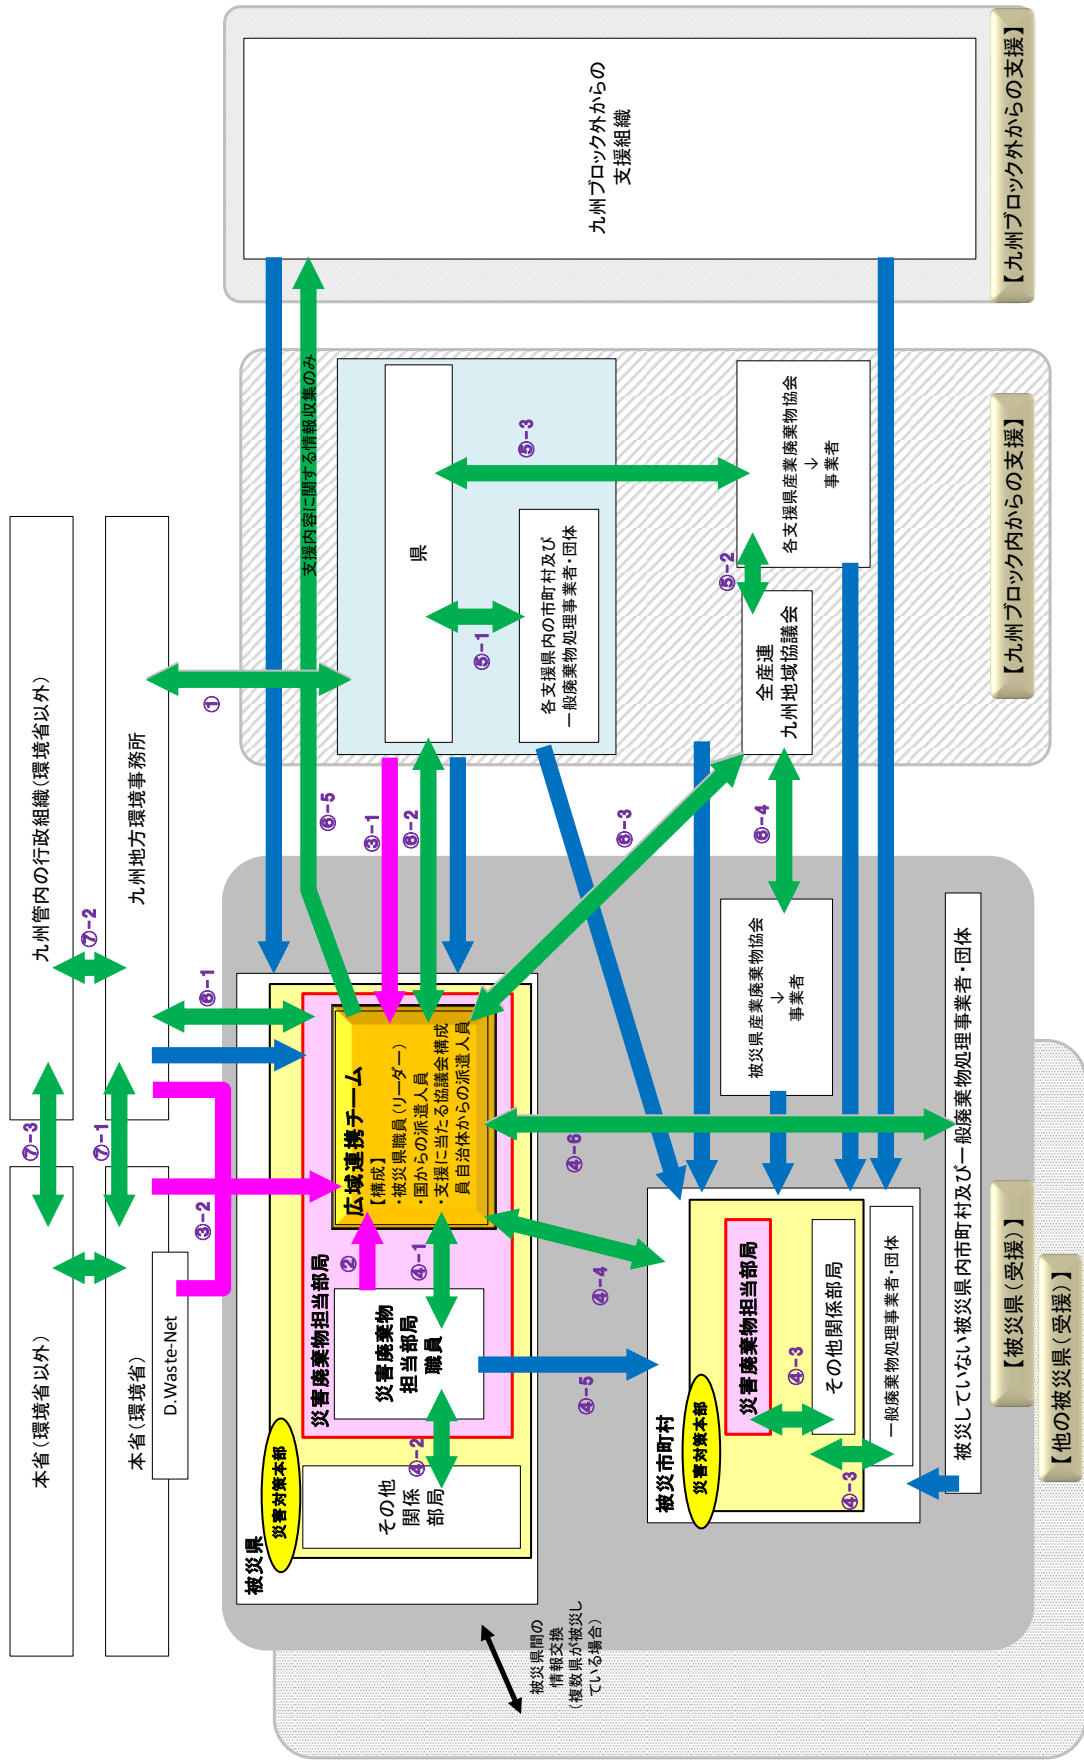 本省(環境省以外)
九州管内の行政組織(環境省以外)
⑦-3
⑦-2
⑦-1
本省(環境省)
D.Waste-Net
九州地方環境事務所
③-2
⑥-1
①
被災県
災害対策本部
その他
関係
部局
④-2
災害廃棄物担当部局
災害廃棄物
担当部局
職員
②
④-1
広域連携チーム
【構成】
・被災県職員(リーダー)
・国からの派遣人員
・支援に当たる協議会構成
員自治体からの派遣人員
⑥-5
支援内容に関する情報収集のみ
③-1
⑥-2
⑥-3
県
⑤-1
⑤-3
各支援県内の市町村及び
一般廃棄物処理事業者・団体
⑤-2
全産連
九州地域協議会
各支援県産業廃棄物協会
↓
事業者
【九州ブロック内からの支援】
九州ブロック外からの
支援組織
【九州ブロック外からの支援】
被災県間の
情報交換
(複数県が被災し
ている場合)
④-5
④-4
④-6
⑥-4
被災県産業廃棄物協会
↓
事業者
被災市町村
災害対策本部
災害廃棄物担当部局
④-3
その他関係部局
④-3
一般廃棄物処理事業者・団体
被災していない被災県内市町村及び一般廃棄物処理事業者・団体
【被災県(受援)】
【他の被災県(受援)】